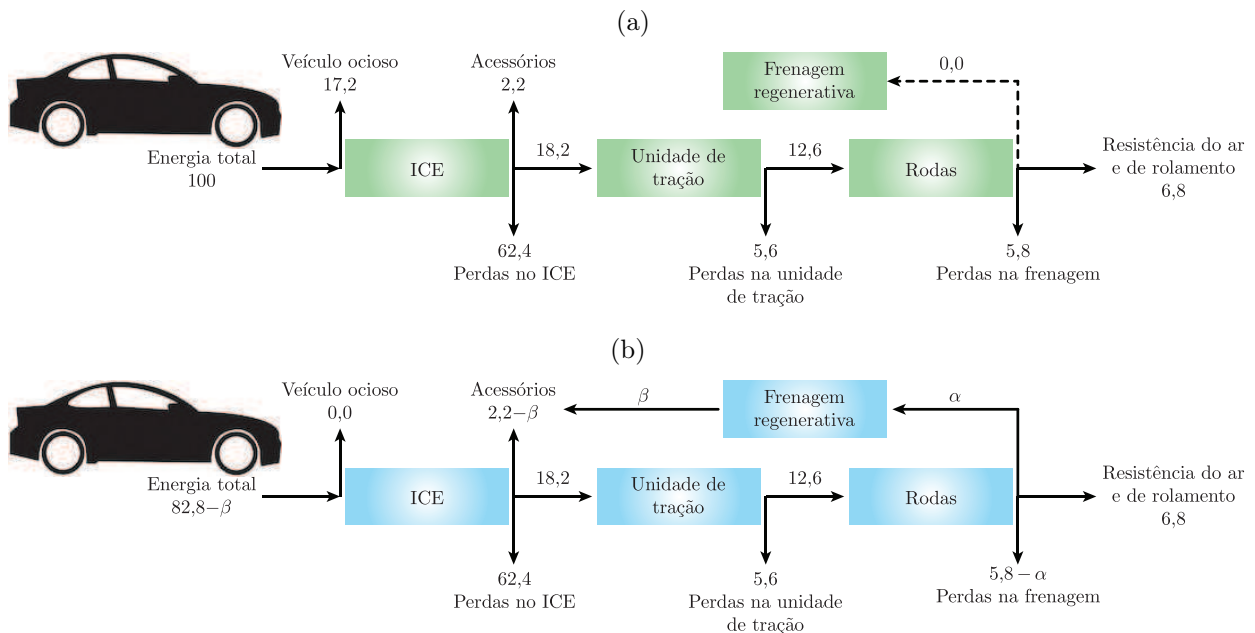 (a)
Veículo ocioso
17,2
Acessórios
2,2
Frenagem
regenerativa
0,0
Energia total
100
ICE
18,2
Unidade de
tração
12,6
Rodas
Resistência do ar
e de rolamento
6,8
62,4
Perdas no ICE
5,6
Perdas na unidade
de tração
5,8
Perdas na frenagem
(b)
Veículo ocioso
0,0
Acessórios
2,2−β
β
Frenagem
regenerativa
α
Energia total
82,8−β
ICE
18,2
Unidade de
tração
12,6
Rodas
Resistência do ar
e de rolamento
6,8
62,4
Perdas no ICE
5,6
Perdas na unidade
de tração
5,8 − α
Perdas na frenagem